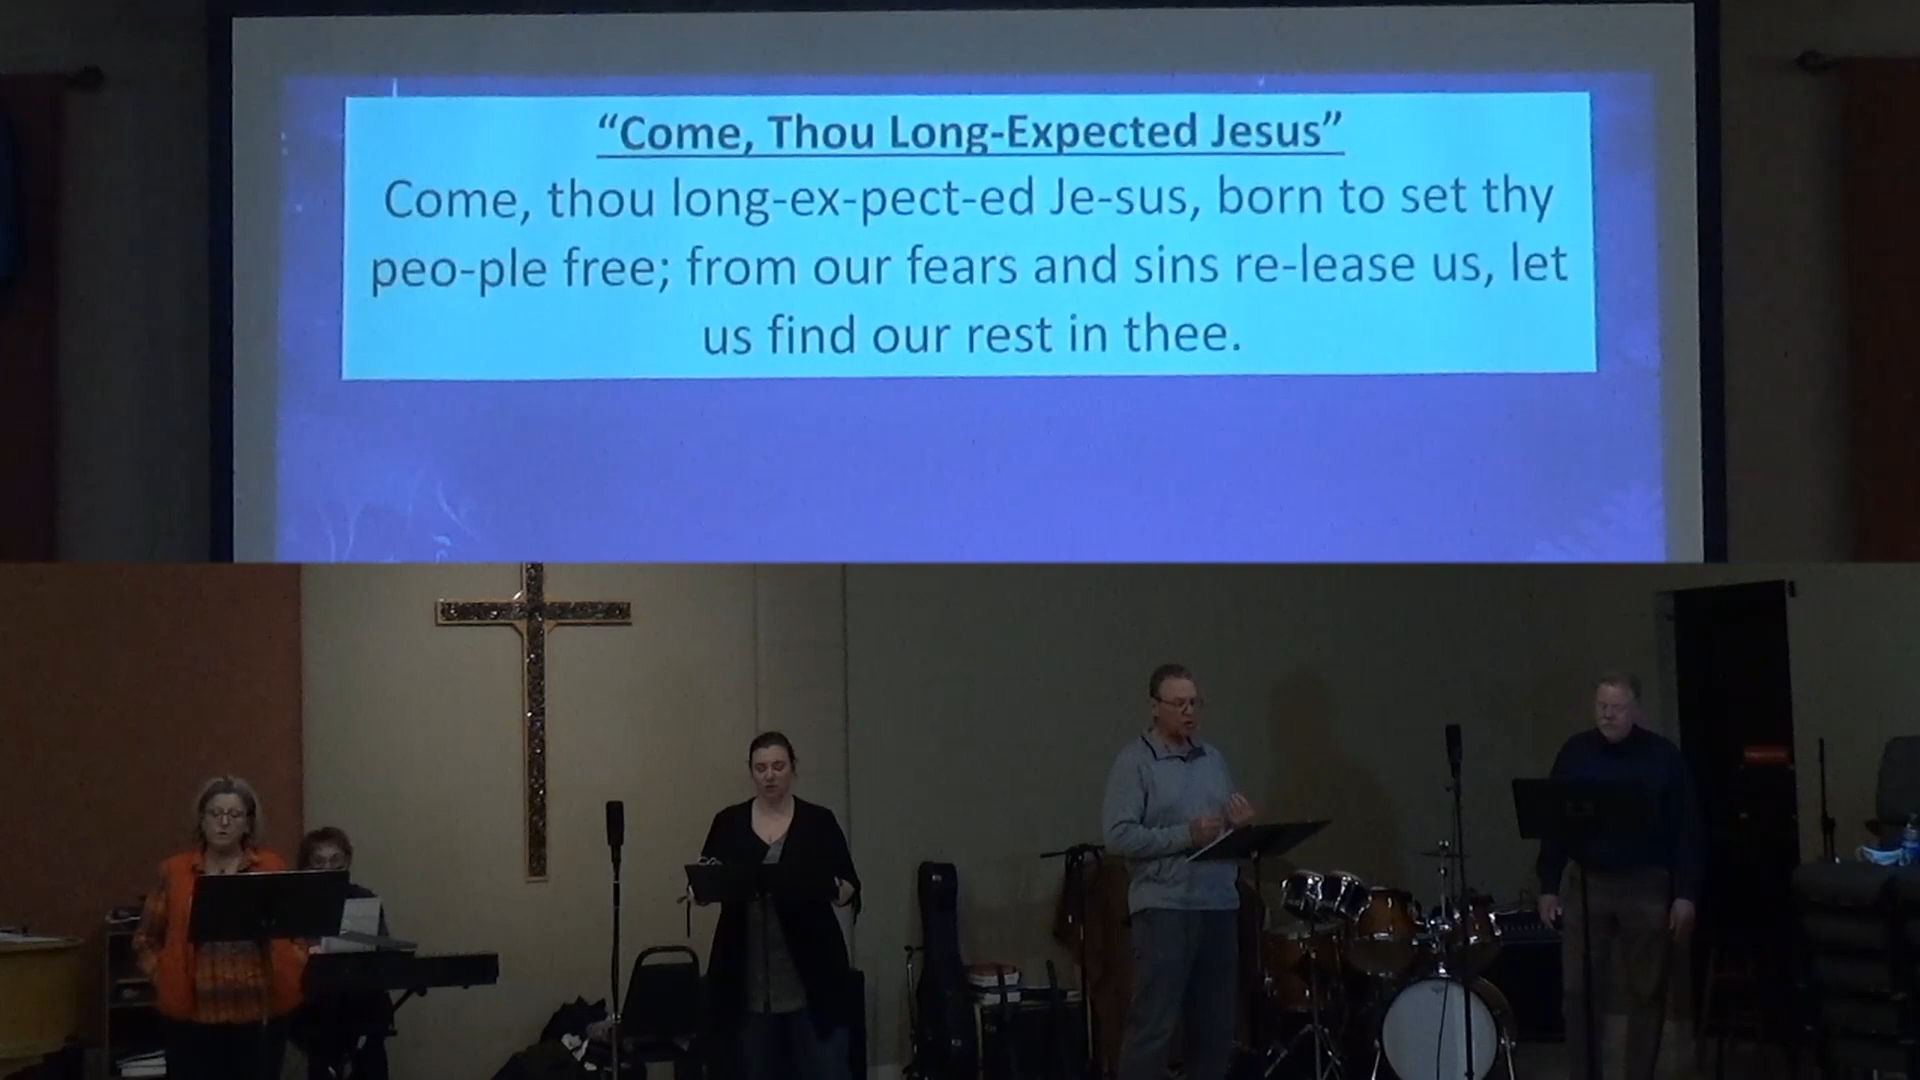 “Come, Thou Long-Expected Jesus”
Come, thou long-ex-pect-ed Je-sus, born to set thy
peo-ple free; from our fears and sins re-lease us, let
us find our rest in thee.